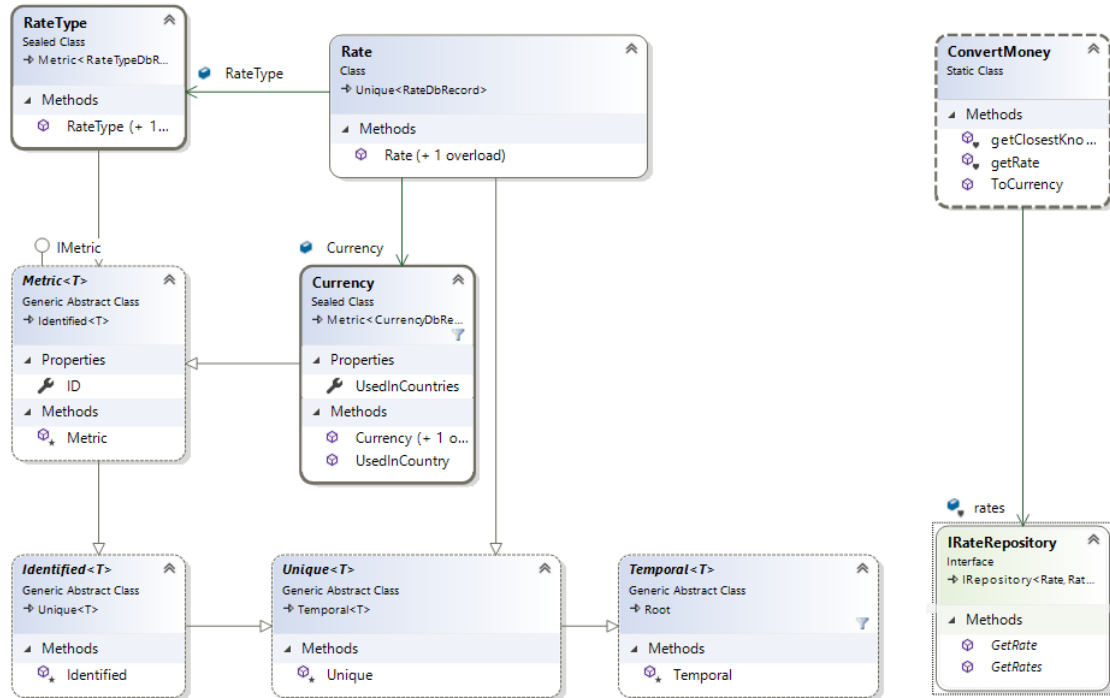 RateType
Sealed Class
Metric<RateTypeDbR...
Methods
RateType (+ 1...
RateType
Rate
Class
Unique<RateDbRecord>
Methods
Rate (+ 1 overload)
ConvertMoney
Static Class
Methods
getClosestKno...
getRate
ToCurrency
IMetric
Metric<T>
Generic Abstract Class
Identified<T>
Properties
ID
Methods
Metric
Currency
Currency
Sealed Class
Metric<CurrencyDbRe...
Properties
UsedInCountries
Methods
Currency (+ 1 o...
UsedInCountry
rates
IRateRepository
Interface
IRepository<Rate, Rat...
Methods
GetRate
GetRates
Identified<T>
Generic Abstract Class
Unique<T>
Methods
Identified
Unique<T>
Generic Abstract Class
Temporal<T>
Methods
Unique
Temporal<T>
Generic Abstract Class
Root
Methods
Temporal